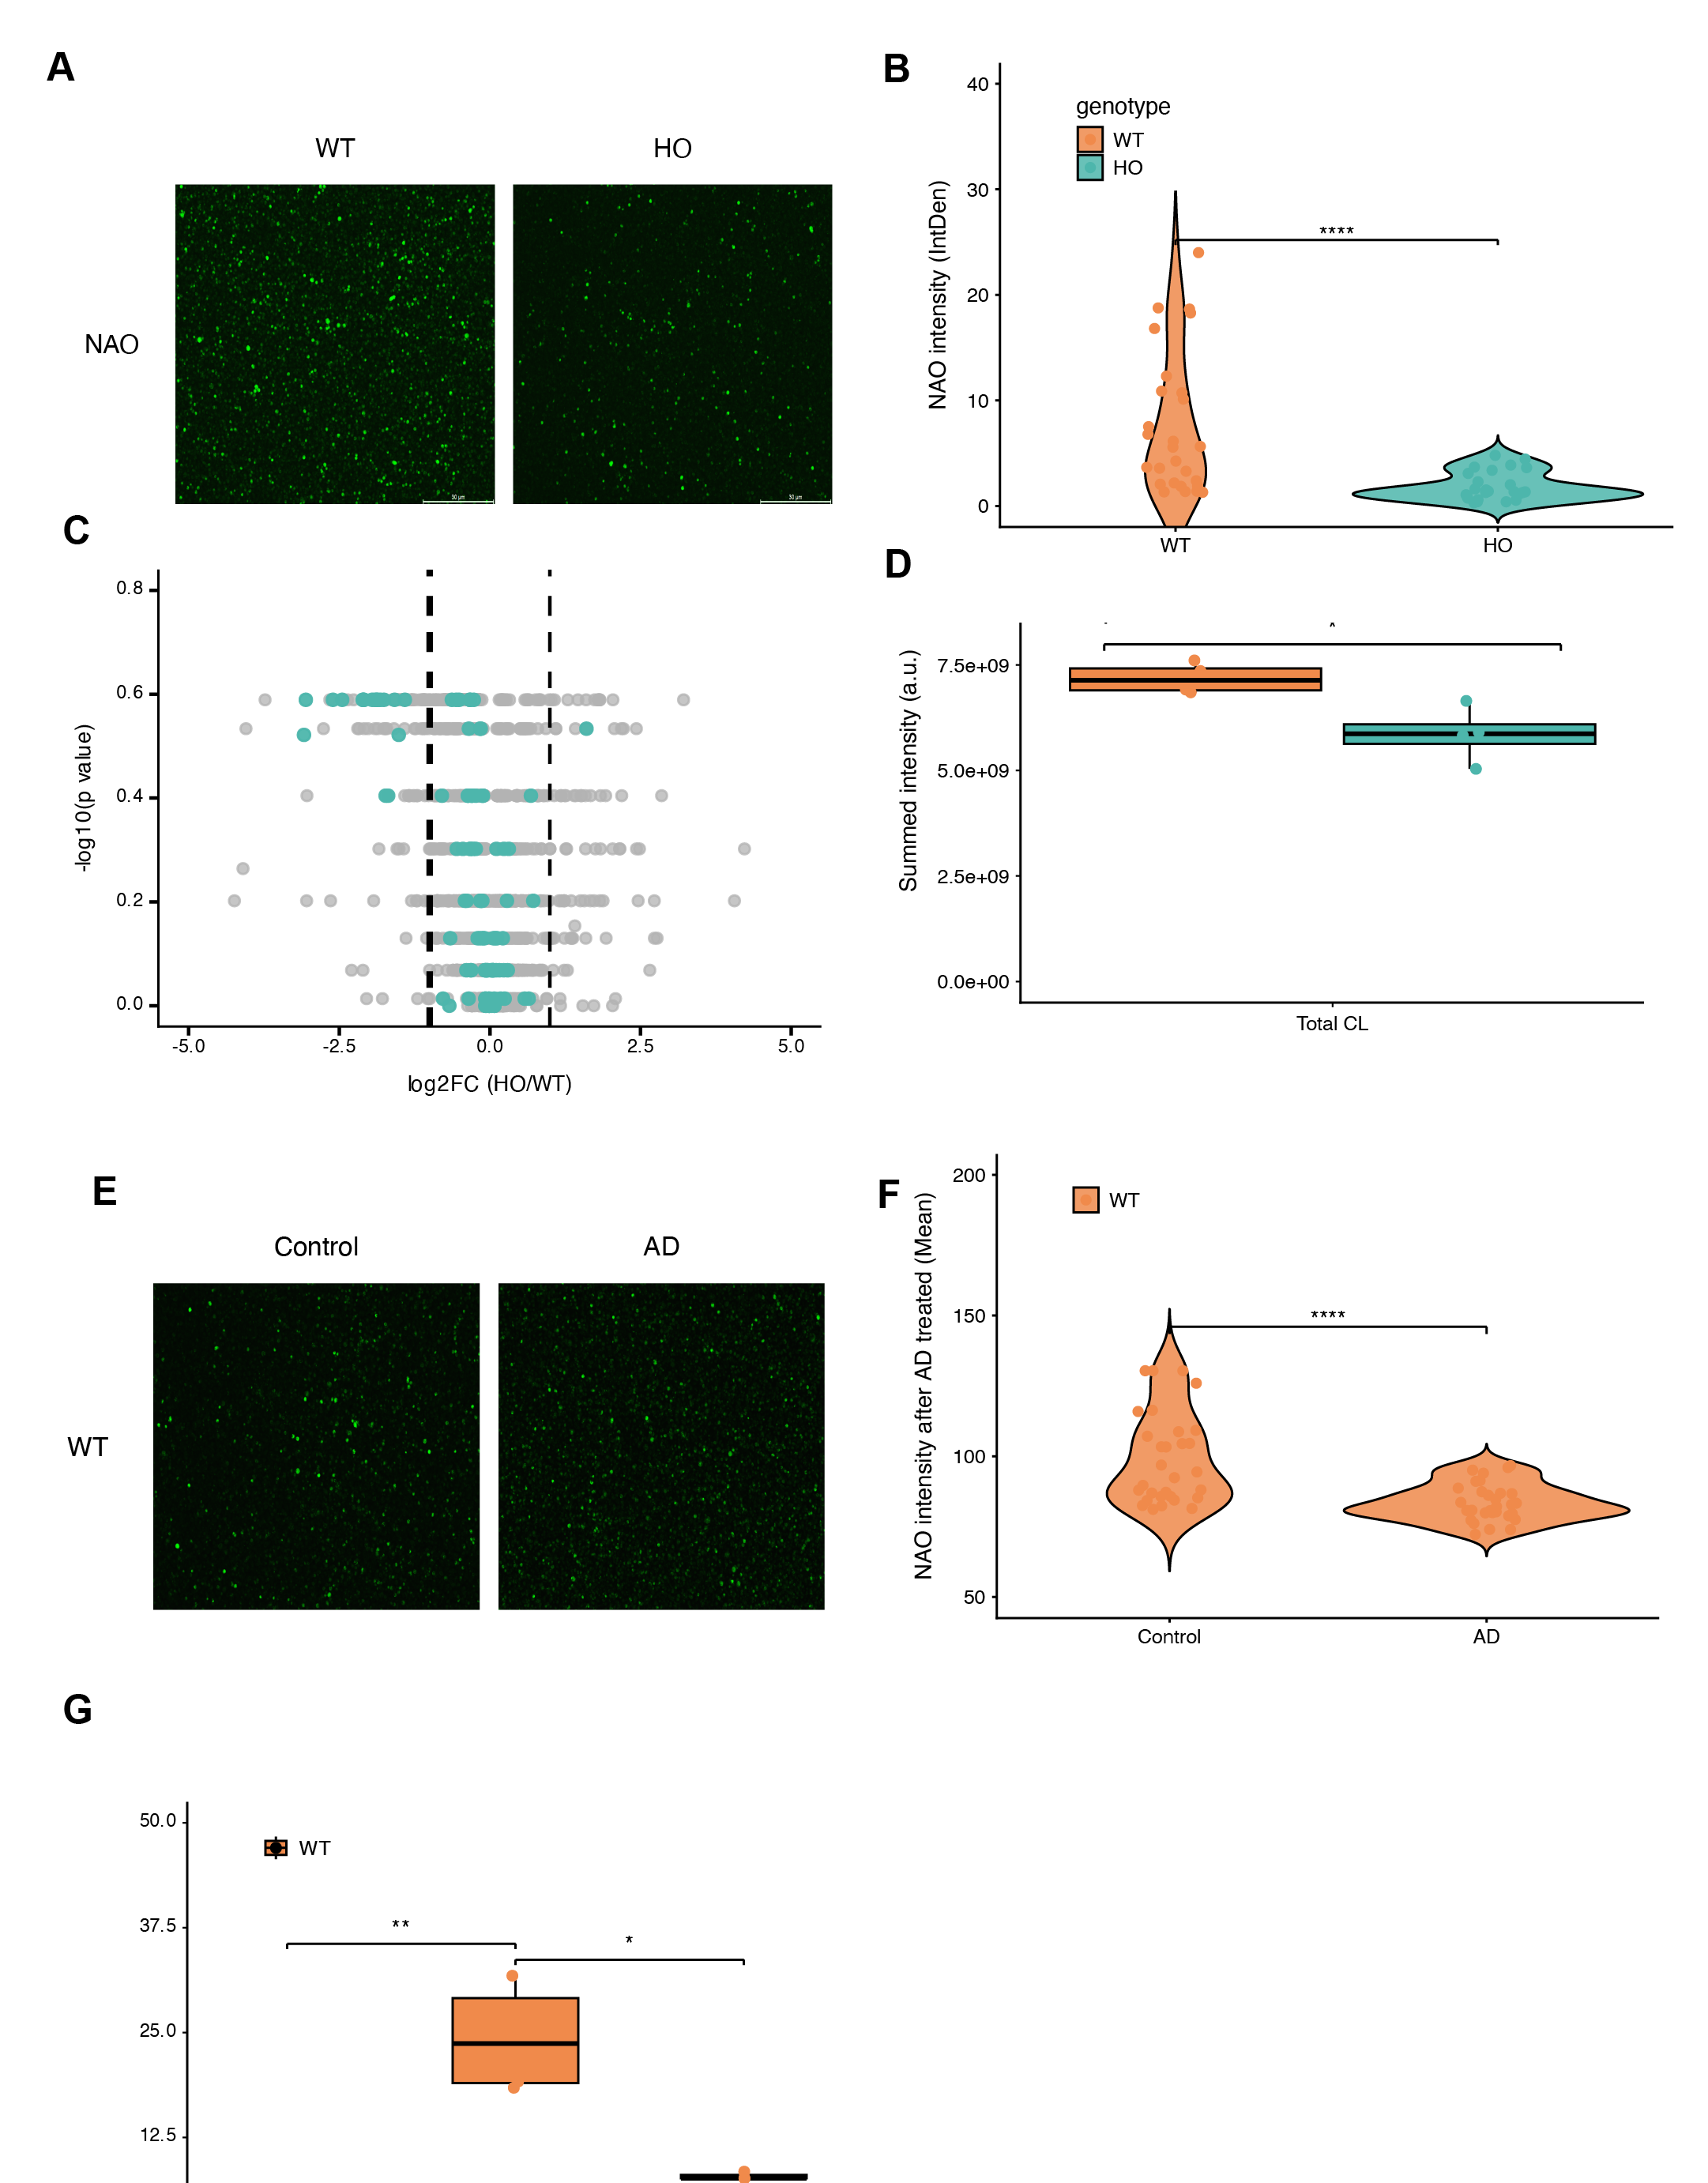 A
WT
HO
NAO
50 µm
50 µm
B
genotype
WT
HO
NAO intensity (IntDen)
40
30
20
10
0
****
WT
HO
C
-log10(p value)
0.8
0.6
0.4
0.2
0.0
-5.0
-2.5
0.0
2.5
5.0
log2FC (HO/WT)
D
Summed intensity (a.u.)
7.5e+09
5.0e+09
2.5e+09
0.0e+00
Total CL
E
Control
AD
WT
F
WT
NAO intensity after AD treated (Mean)
200
150
100
50
****
Control
AD
G
WT
50.0
37.5
25.0
12.5
**
*